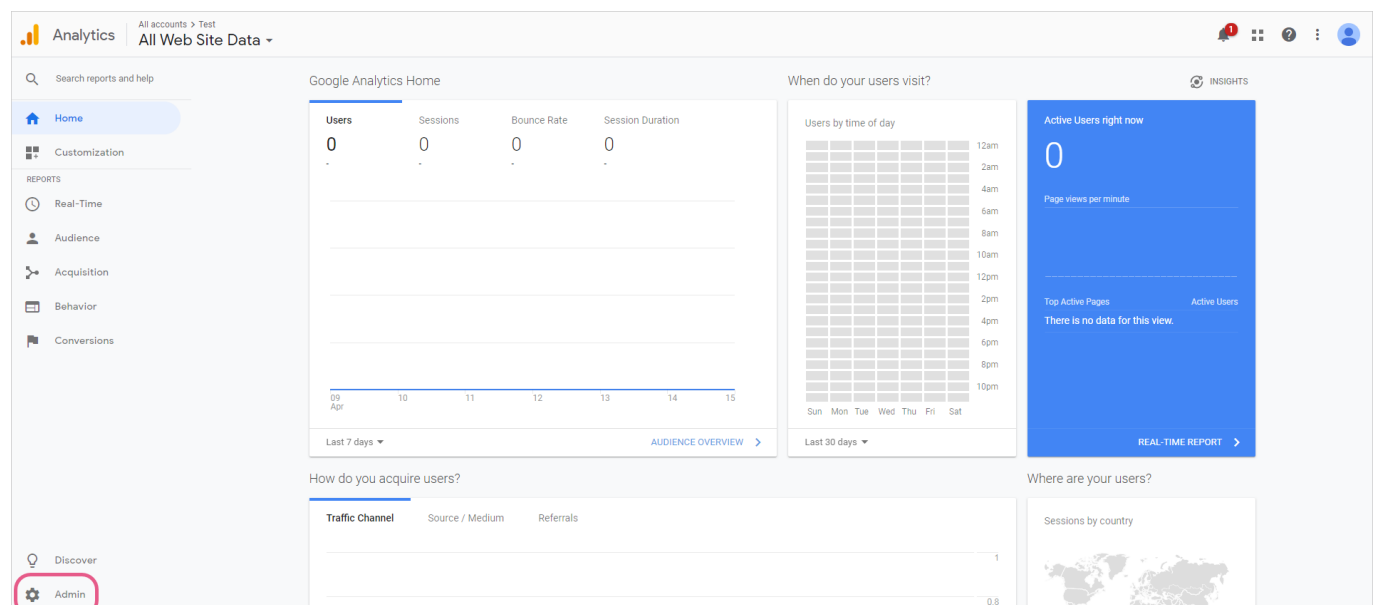 Analytics
All accounts > Test
All Web Site Data
1
Search reports and help
Home
Customization
REPORTS
Real-Time
Audience
Acquisition
Behavior
Conversions
Discover
Admin
Google Analytics Home
Users Sessions Bounce Rate Session Duration
0 0 0 0
- - - -
09 10 11 12 13 14 15
Apr
Last 7 days
AUDIENCE OVERVIEW >
When do your users visit?
INSIGHTS
Users by time of day
12am
2am
4am
6am
8am
10am
12pm
2pm
4pm
6pm
8pm
10pm
Sun Mon Tue Wed Thu Fri Sat
Last 30 days
Active Users right now
0
Page views per minute
Top Active Pages Active Users
There is no data for this view.
REAL-TIME REPORT >
How do you acquire users?
Traffic Channel Source / Medium Referrals
1
0.8
Where are your users?
Sessions by country